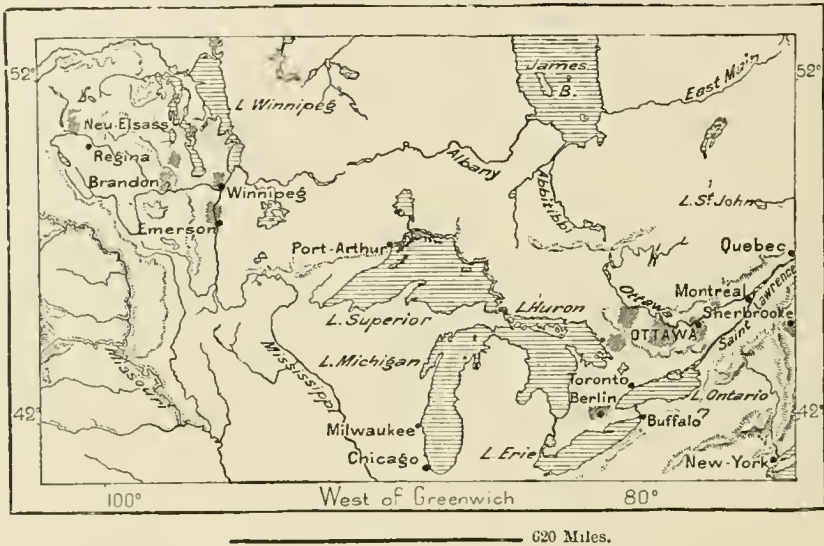 52°
James
B.
52°
L Winnipeg
East Main
Neu-Elsass
Regina
Albany
Abbitibbi
Brandon
Winnipeg
L. St. John
Emerson
Port-Arthur
Quebec
Ottawa
Montreal
Saint Lawrence
L. Huron
Sherbrooke
L. Superior
OTTAWA
L. Michigan
Missouri
Mississippi
Toronto
Berlin
L. Ontario
42°
42°
Milwaukee
Buffalo
Chicago
L. Erie
New-York
100°
West of Greenwich
80°
620 Miles.